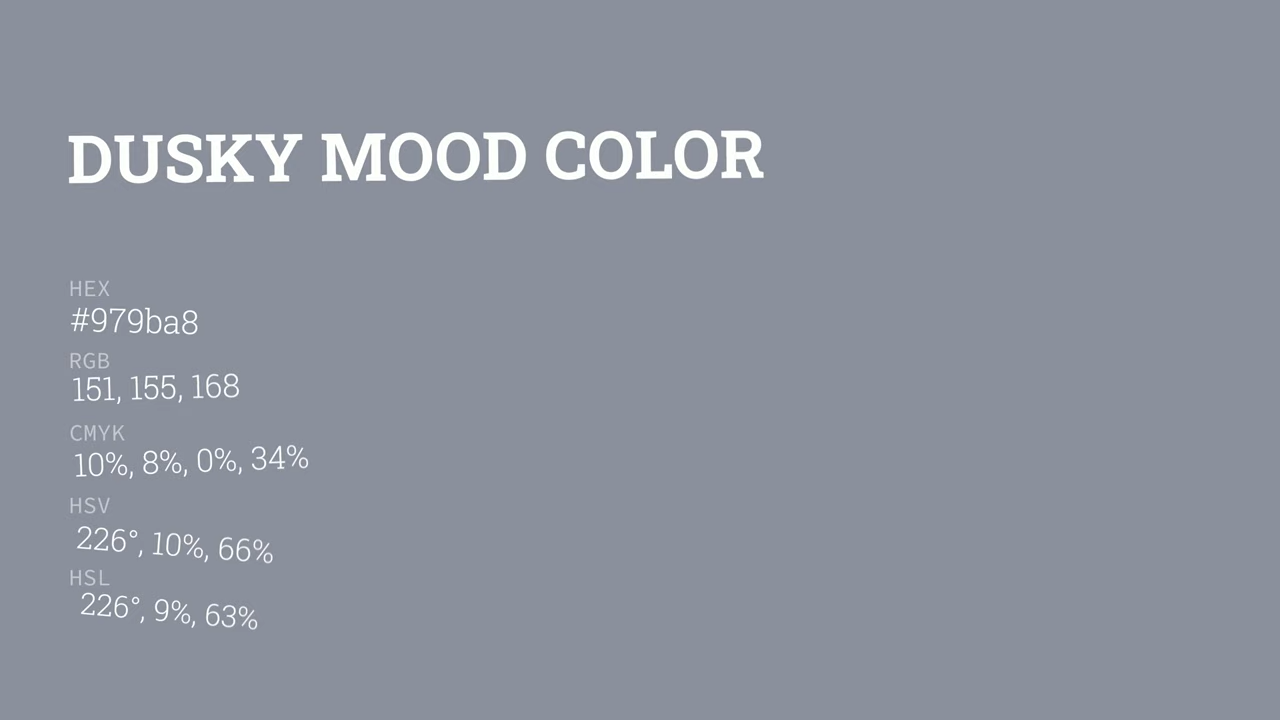 DUSKY MOOD COLOR
HEX
#979ba8
RGB
151, 155, 168
CMYK
10%, 8%, 0%, 34%
HSV
226°, 10%, 66%
HSL
226°, 9%, 63%